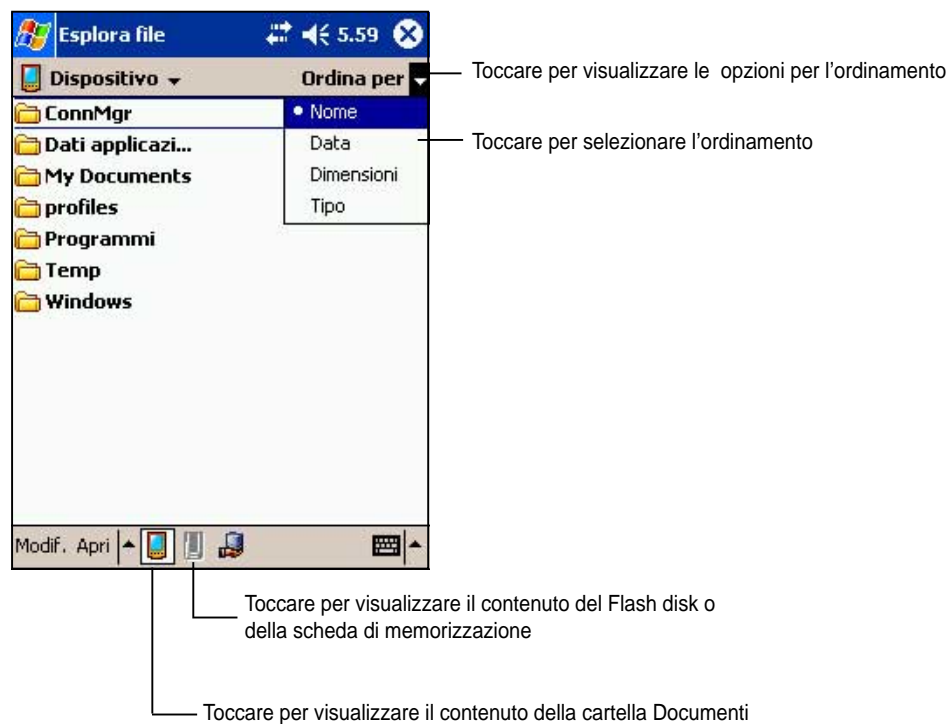 Esplora file 5.59
Dispositivo Ordina per
Toccare per visualizzare le opzioni per l'ordinamento
ConnMgr
Nome
Dati applicazi...
Data
Toccare per selezionare l'ordinamento
My Documents
Dimensioni
profiles
Tipo
Programmi
Temp
Windows
Modif. Apri
Toccare per visualizzare il contenuto del Flash disk o
della scheda di memorizzazione
Toccare per visualizzare il contenuto della cartella Documenti